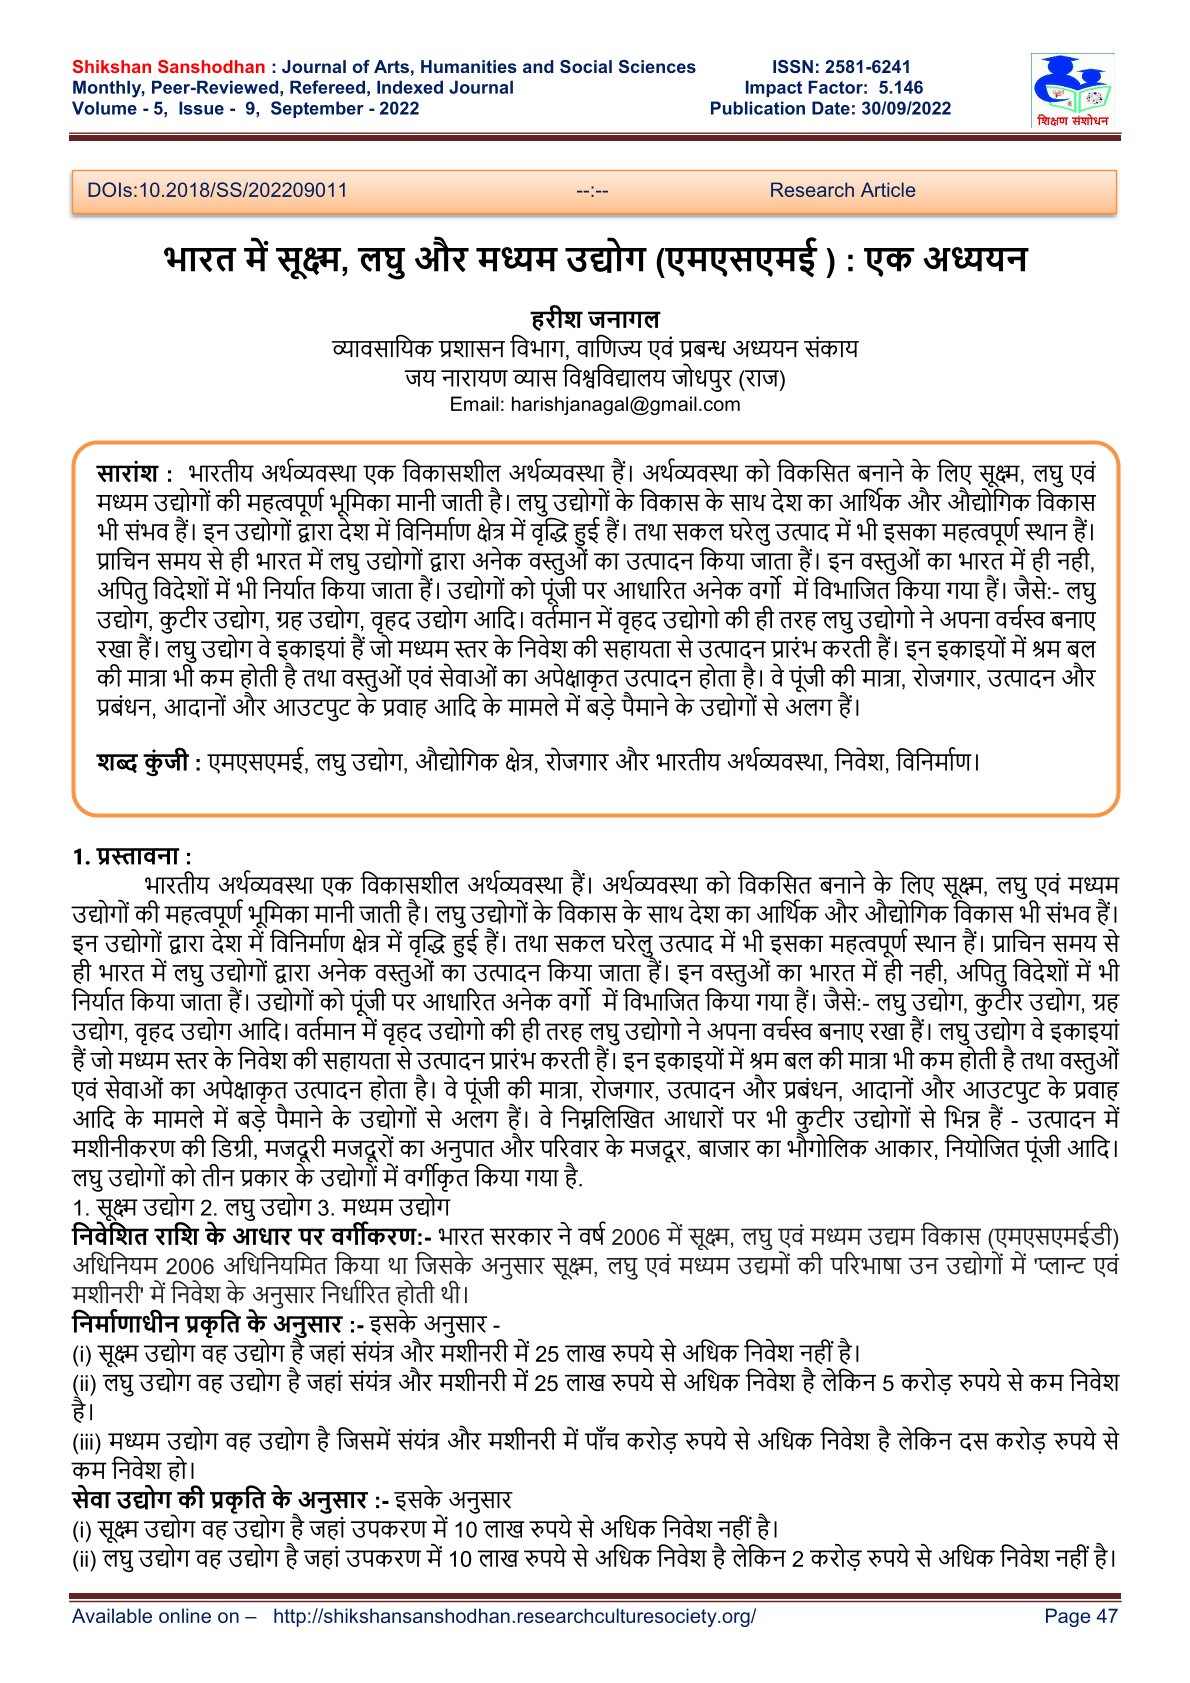 Shikshan Sanshodhan : Journal of Arts, Humanities and Social Sciences ISSN: 2581-6241
Monthly, Peer-Reviewed, Refereed, Indexed Journal Impact Factor: 5.146
Volume - 5, Issue - 9, September - 2022 Publication Date: 30/09/2022
शिक्षण संशोधन
DOIs:10.2018/SS/202209011 --:-- Research Article
भारत में सूक्ष्म, लघु और मध्यम उद्योग (एमएसएमई ) : एक अध्ययन
हरीश जनागल
व्यावसायिक प्रशासन विभाग, वाणिज्य एवं प्रबन्ध अध्ययन संकाय
जय नारायण व्यास विश्वविद्यालय जोधपुर (राज)
Email: harishjanagal@gmail.com
सारांश : भारतीय अर्थव्यवस्था एक विकासशील अर्थव्यवस्था हैं। अर्थव्यवस्था को विकसित बनाने के लिए सूक्ष्म, लघु एवं
मध्यम उद्योगों की महत्वपूर्ण भूमिका मानी जाती है। लघु उद्योगों के विकास के साथ देश का आर्थिक और औद्योगिक विकास
भी संभव हैं। इन उद्योगों द्वारा देश में विनिर्माण क्षेत्र में वृद्धि हुई हैं। तथा सकल घरेलु उत्पाद में भी इसका महत्वपूर्ण स्थान हैं।
प्राचिन समय से ही भारत में लघु उद्योगों द्वारा अनेक वस्तुओं का उत्पादन किया जाता हैं। इन वस्तुओं का भारत में ही नही,
अपितु विदेशों में भी निर्यात किया जाता हैं। उद्योगों को पूंजी पर आधारित अनेक वर्गो में विभाजित किया गया हैं। जैसे:- लघु
उद्योग, कुटीर उद्योग, ग्रह उद्योग, वृहद उद्योग आदि। वर्तमान में वृहद उद्योगो की ही तरह लघु उद्योगो ने अपना वर्चस्व बनाए
रखा हैं। लघु उद्योग वे इकाइयां हैं जो मध्यम स्तर के निवेश की सहायता से उत्पादन प्रारंभ करती हैं। इन इकाइयों में श्रम बल
की मात्रा भी कम होती है तथा वस्तुओं एवं सेवाओं का अपेक्षाकृत उत्पादन होता है। वे पूंजी की मात्रा, रोजगार, उत्पादन और
प्रबंधन, आदानों और आउटपुट के प्रवाह आदि के मामले में बड़े पैमाने के उद्योगों से अलग हैं।
शब्द कुंजी : एमएसएमई, लघु उद्योग, औद्योगिक क्षेत्र, रोजगार और भारतीय अर्थव्यवस्था, निवेश, विनिर्माण।
1. प्रस्तावना :
भारतीय अर्थव्यवस्था एक विकासशील अर्थव्यवस्था हैं। अर्थव्यवस्था को विकसित बनाने के लिए सूक्ष्म, लघु एवं मध्यम
उद्योगों की महत्वपूर्ण भूमिका मानी जाती है। लघु उद्योगों के विकास के साथ देश का आर्थिक और औद्योगिक विकास भी संभव हैं।
इन उद्योगों द्वारा देश में विनिर्माण क्षेत्र में वृद्धि हुई हैं। तथा सकल घरेलु उत्पाद में भी इसका महत्वपूर्ण स्थान हैं। प्राचिन समय से
ही भारत में लघु उद्योगों द्वारा अनेक वस्तुओं का उत्पादन किया जाता हैं। इन वस्तुओं का भारत में ही नही, अपितु विदेशों में भी
निर्यात किया जाता हैं। उद्योगों को पूंजी पर आधारित अनेक वर्गो में विभाजित किया गया हैं। जैसे:- लघु उद्योग, कुटीर उद्योग, ग्रह
उद्योग, वृहद उद्योग आदि। वर्तमान में वृहद उद्योगो की ही तरह लघु उद्योगो ने अपना वर्चस्व बनाए रखा हैं। लघु उद्योग वे इकाइयां
हैं जो मध्यम स्तर के निवेश की सहायता से उत्पादन प्रारंभ करती हैं। इन इकाइयों में श्रम बल की मात्रा भी कम होती है तथा वस्तुओं
एवं सेवाओं का अपेक्षाकृत उत्पादन होता है। वे पूंजी की मात्रा, रोजगार, उत्पादन और प्रबंधन, आदानों और आउटपुट के प्रवाह
आदि के मामले में बड़े पैमाने के उद्योगों से अलग हैं। वे निम्नलिखित आधारों पर भी कुटीर उद्योगों से भिन्न हैं - उत्पादन में
मशीनीकरण की डिग्री, मजदूरी मजदूरों का अनुपात और परिवार के मजदूर, बाजार का भौगोलिक आकार, नियोजित पूंजी आदि।
लघु उद्योगों को तीन प्रकार के उद्योगों में वर्गीकृत किया गया है.
1. सूक्ष्म उद्योग 2. लघु उद्योग 3. मध्यम उद्योग
निवेशित राशि के आधार पर वर्गीकरण:- भारत सरकार ने वर्ष 2006 में सूक्ष्म, लघु एवं मध्यम उद्यम विकास (एमएसएमईडी)
अधिनियम 2006 अधिनियमित किया था जिसके अनुसार सूक्ष्म, लघु एवं मध्यम उद्यमों की परिभाषा उन उद्योगों में 'प्लान्ट एवं
मशीनरी' में निवेश के अनुसार निर्धारित होती थी।
निर्माणाधीन प्रकृति के अनुसार :- इसके अनुसार -
(i) सूक्ष्म उद्योग वह उद्योग है जहां संयंत्र और मशीनरी में 25 लाख रुपये से अधिक निवेश नहीं है।
(ii) लघु उद्योग वह उद्योग है जहां संयंत्र और मशीनरी में 25 लाख रुपये से अधिक निवेश है लेकिन 5 करोड़ रुपये से कम निवेश
है।
(iii) मध्यम उद्योग वह उद्योग है जिसमें संयंत्र और मशीनरी में पाँच करोड़ रुपये से अधिक निवेश है लेकिन दस करोड़ रुपये से
कम निवेश हो।
सेवा उद्योग की प्रकृति के अनुसार :- इसके अनुसार
(i) सूक्ष्म उद्योग वह उद्योग है जहां उपकरण में 10 लाख रुपये से अधिक निवेश नहीं है।
(ii) लघु उद्योग वह उद्योग है जहां उपकरण में 10 लाख रुपये से अधिक निवेश है लेकिन 2 करोड़ रुपये से अधिक निवेश नहीं है।
Available online on – http://shikshansanshodhan.researchculturesociety.org/ Page 47